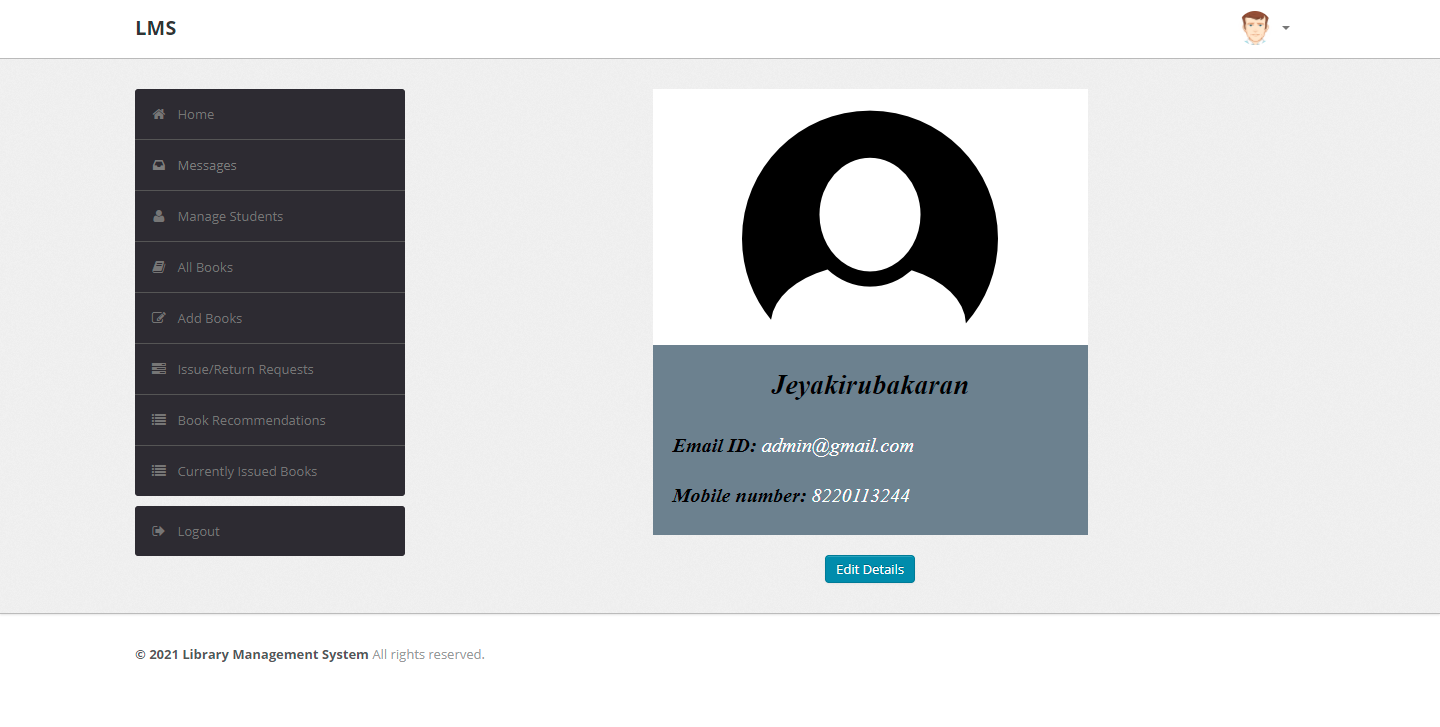 LMS
Home
Messages
Manage Students
All Books
Add Books
Issue/Return Requests
Book Recommendations
Currently Issued Books
Logout
Jeyakirubakaran
Email ID: admin@gmail.com
Mobile number: 8220113244
Edit Details
© 2021 Library Management System All rights reserved.